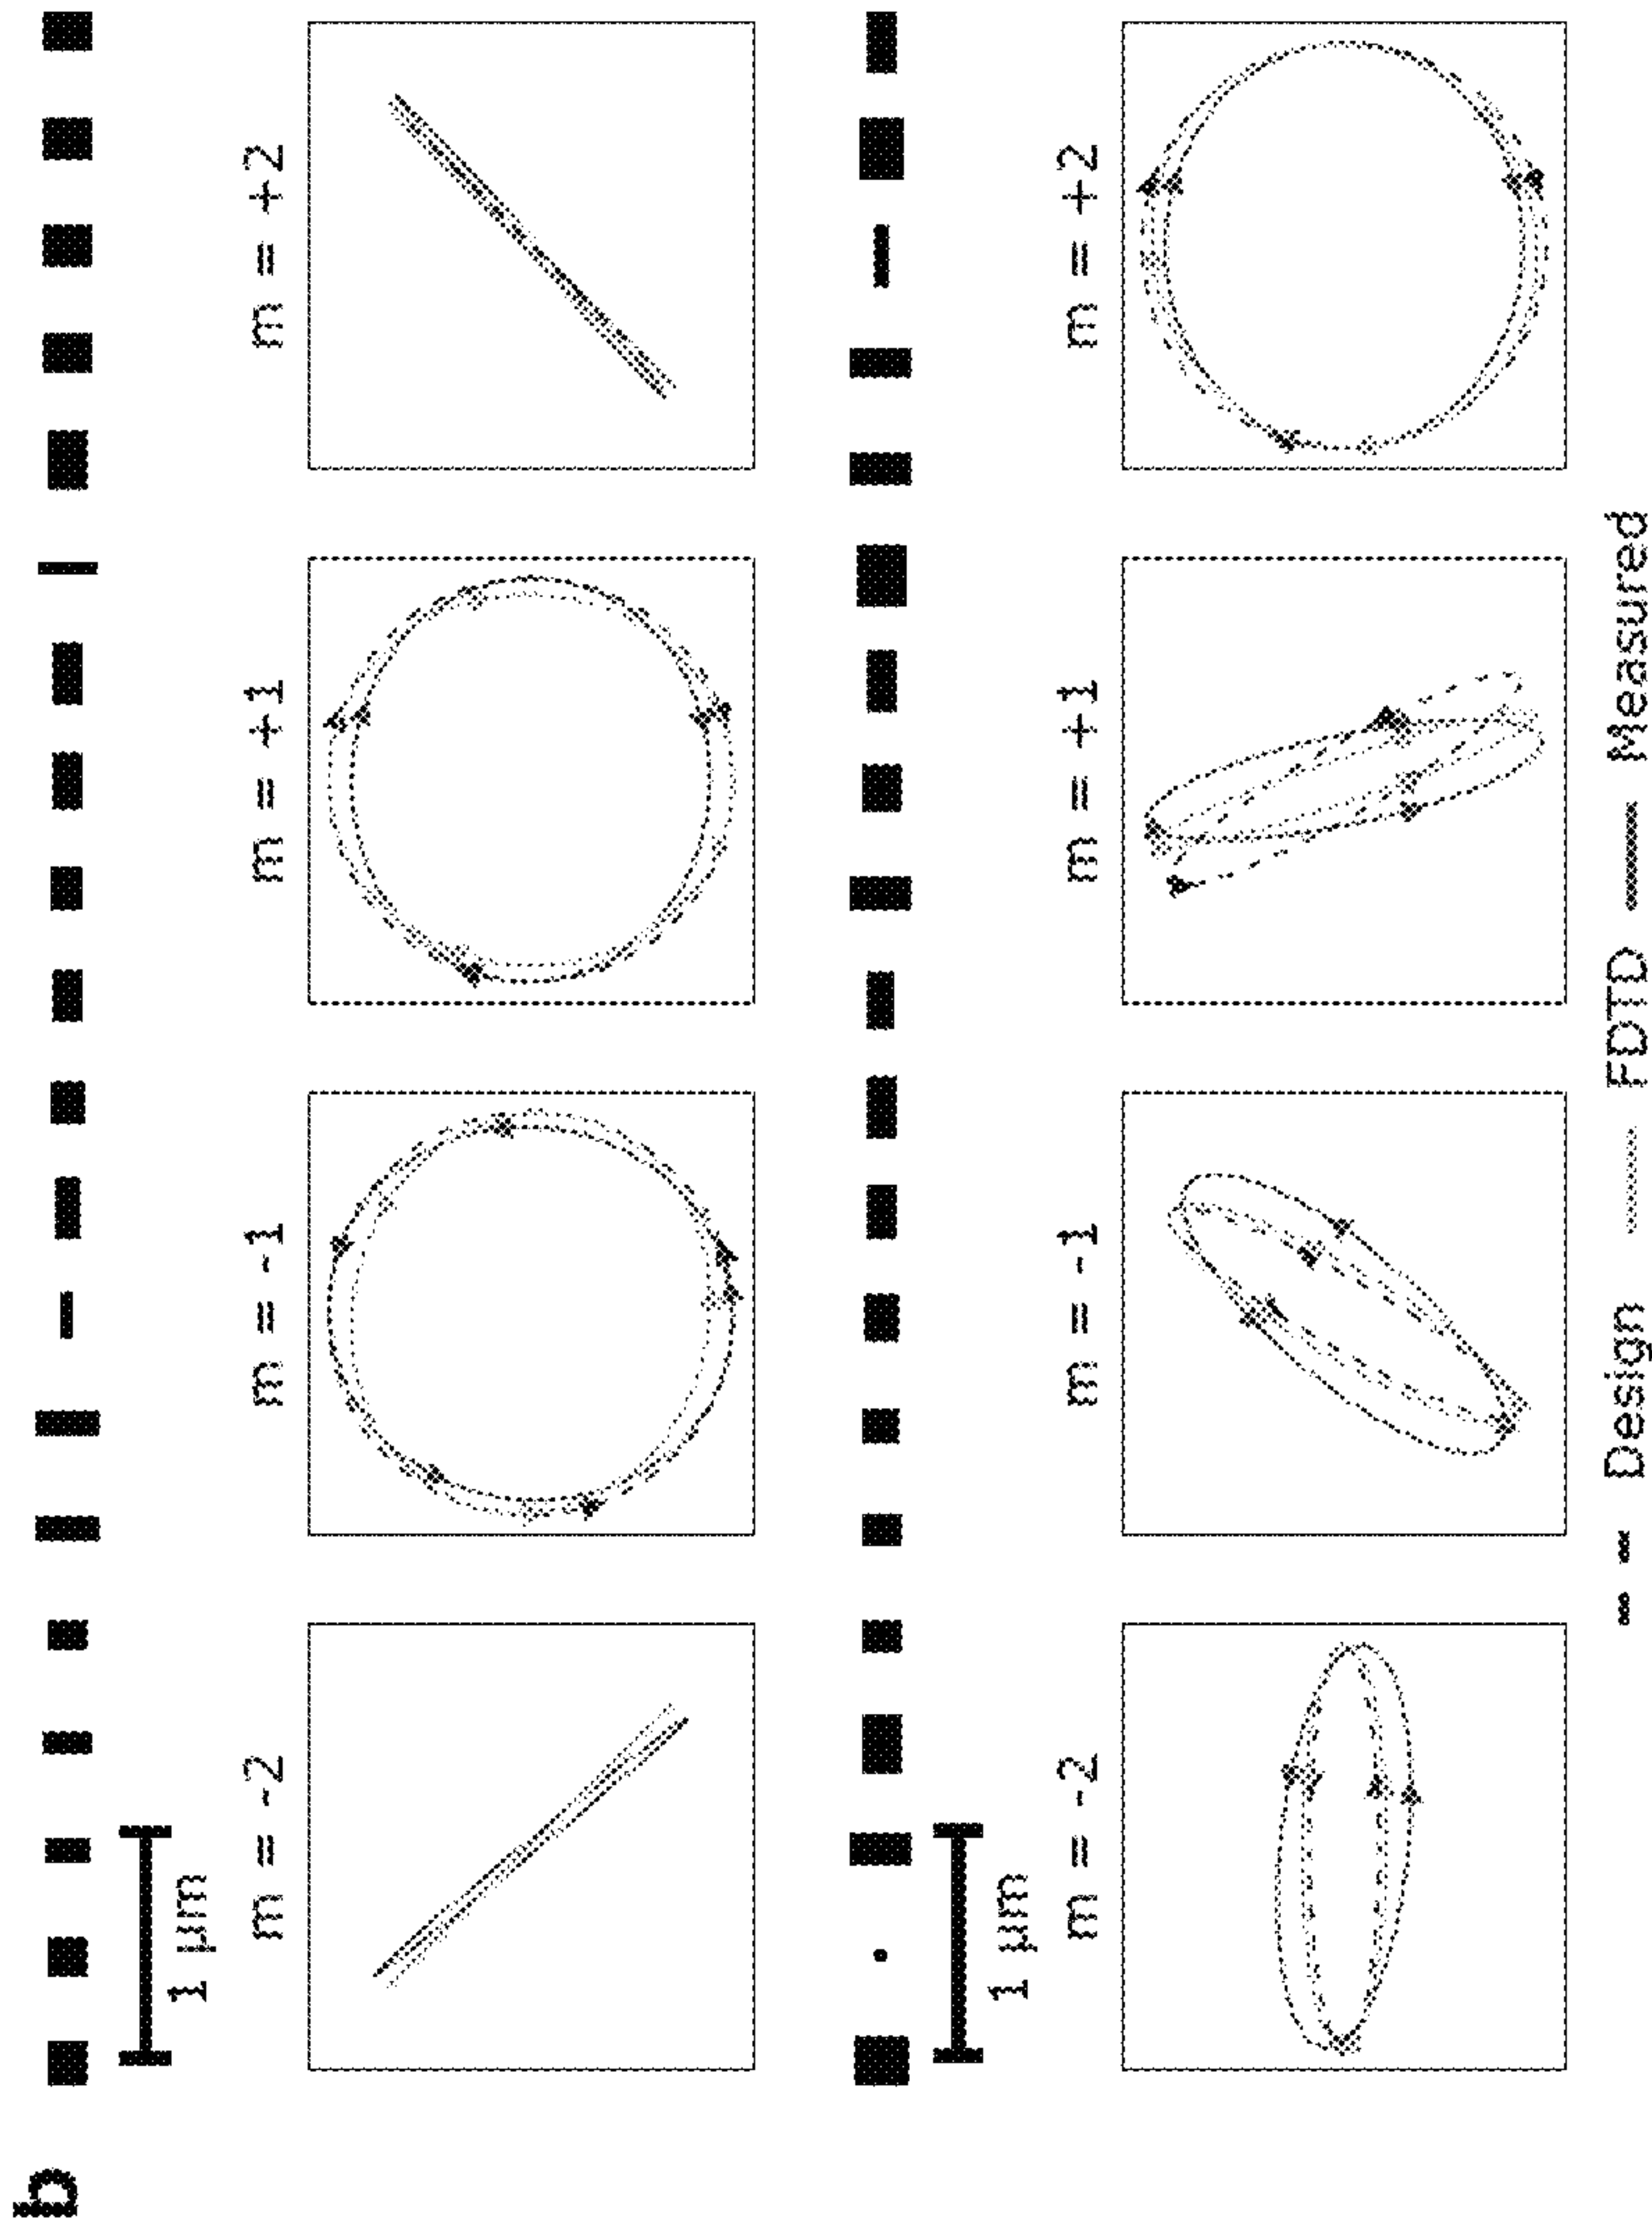 b
1 µm
m = -2
m = -1
m = +1
m = +2
1 µm
m = -2
m = -1
m = +1
m = +2
Design FDTD Measured